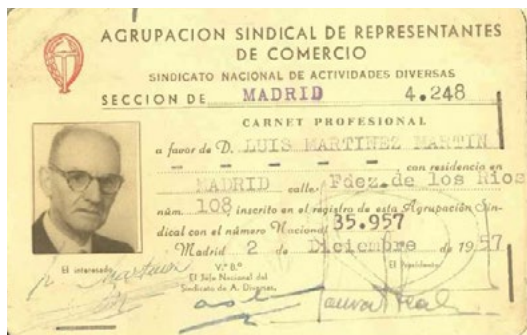 AGRUPACION SINDICAL DE REPRESENTANTES
DE COMERCIO
SINDICATO NACIONAL DE ACTIVIDADES DIVERSAS
SECCION DE MADRID 4.248
CARNET PROFESIONAL
a favor de D. LUIS MARTINEZ MARTIN
con residencia en
MADRID calle. Fdez. de los Rios
núm. 108 inscrito en el registro de esta Agrupación Sin-
dical con el número Nacional 35.957
Madrid 2 de Diciembre de 1957
El interesado, V.º B.º El Presidente,
El Jefe Nacional del
Sindicato de A. Diversas,